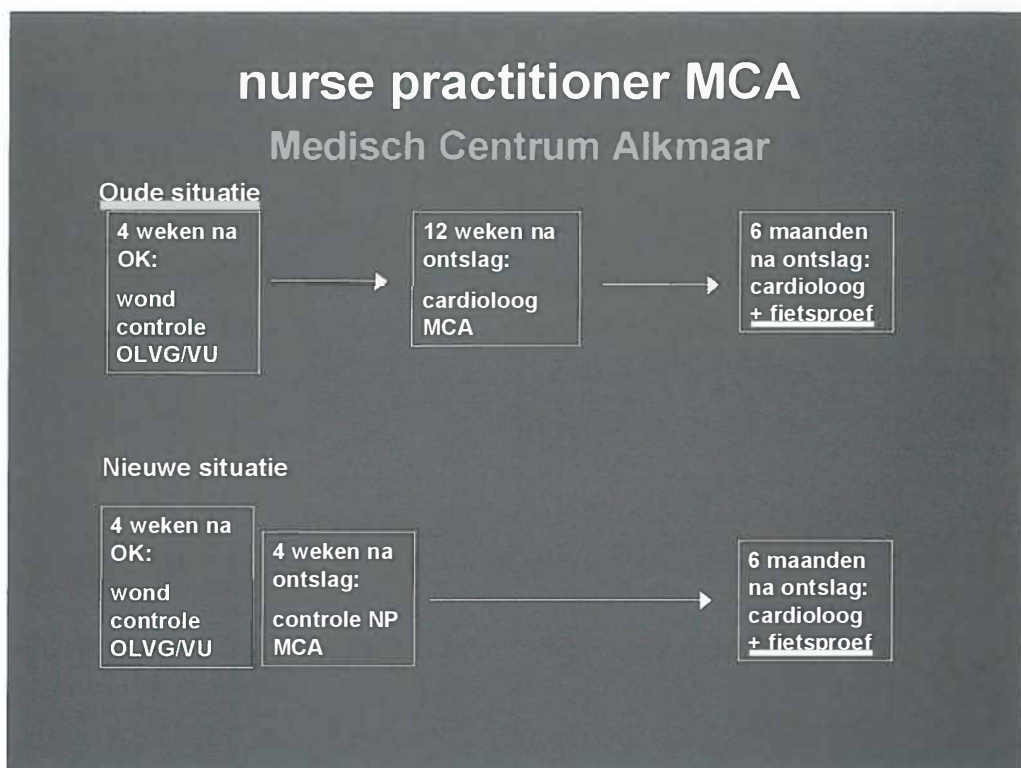 nurse practitioner MCA
Medisch Centrum Alkmaar
Oude situatie
4 weken na
OK:
wond
controle
OLVG/VU
12 weken na
ontslag:
cardioloog
MCA
6 maanden
na ontslag:
cardioloog
+ fietsproef
Nieuwe situatie
4 weken na
OK:
wond
controle
OLVG/VU
4 weken na
ontslag:
controle NP
MCA
6 maanden
na ontslag:
cardioloog
+ fietsproef